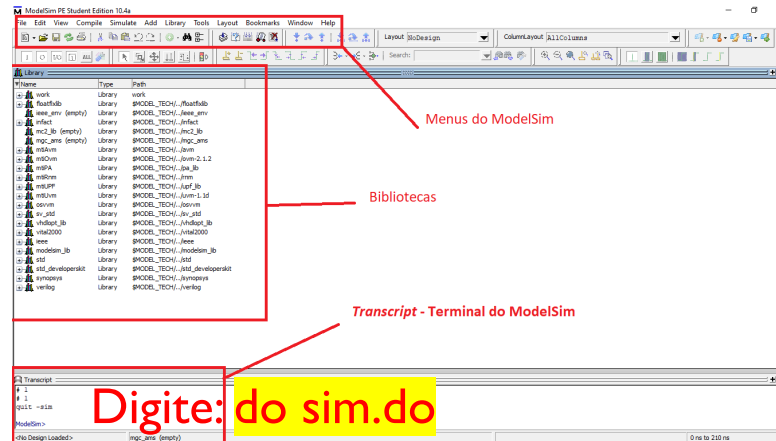 ModelSim PE Student Edition 10.4a
File Edit View Compile Simulate Add Library Tools Layout Bookmarks Window Help
Layout NoDesign
ColumnLayout AllColumns
Search:
Library
Name Type Path
work Library work
floatfixlib Library $MODEL_TECH/../floatfixlib
ieee_env (empty) Library $MODEL_TECH/../ieee_env
infact Library $MODEL_TECH/../infact
mc2_lib (empty) Library $MODEL_TECH/../mc2_lib
mgc_ams (empty) Library $MODEL_TECH/../mgc_ams
mtiAvm Library $MODEL_TECH/../avm
mtiOvm Library $MODEL_TECH/../ovm-2.1.2
mtiPA Library $MODEL_TECH/../pa_lib
mtiRnm Library $MODEL_TECH/../rnm
mtiUPF Library $MODEL_TECH/../upf_lib
mtiUvm Library $MODEL_TECH/../uvm-1.1d
osvvm Library $MODEL_TECH/../osvvm
sv_std Library $MODEL_TECH/../sv_std
vhdlopt_lib Library $MODEL_TECH/../vhdlopt_lib
vital2000 Library $MODEL_TECH/../vital2000
ieee Library $MODEL_TECH/../ieee
modelsim_lib Library $MODEL_TECH/../modelsim_lib
std Library $MODEL_TECH/../std
std_developerskit Library $MODEL_TECH/../std_developerskit
synopsys Library $MODEL_TECH/../synopsys
verilog Library $MODEL_TECH/../verilog
Menus do ModelSim
Bibliotecas
Transcript - Terminal do ModelSim
Transcript
# 1
# 1
quit -sim
ModelSim>
Digite: do sim.do
<No Design Loaded> mgc_ams (empty) 0 ns to 210 ns